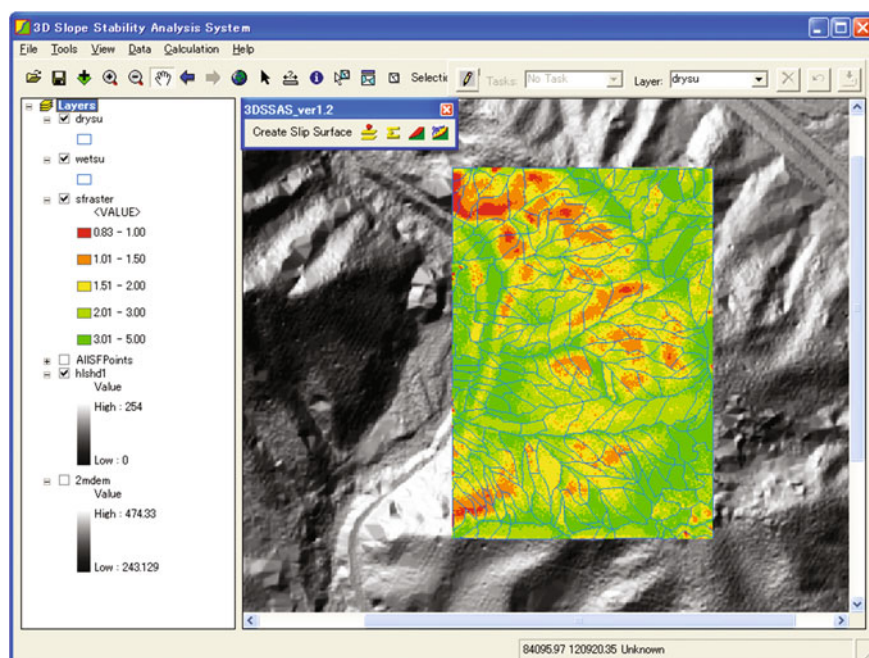 3D Slope Stability Analysis System
File Tools View Data Calculation Help
Selectio
Tasks: No Task Layer: drysu
Layers
drysu
wetsu
sfraster
<VALUE>
0.83 - 1.00
1.01 - 1.50
1.51 - 2.00
2.01 - 3.00
3.01 - 5.00
AllSFPoints
hlshd1
Value
High : 254
Low : 0
2mdem
Value
High : 474.33
Low : 243.129
3DSSAS_ver1.2
Create Slip Surface
84095.97 120920.35 Unknown